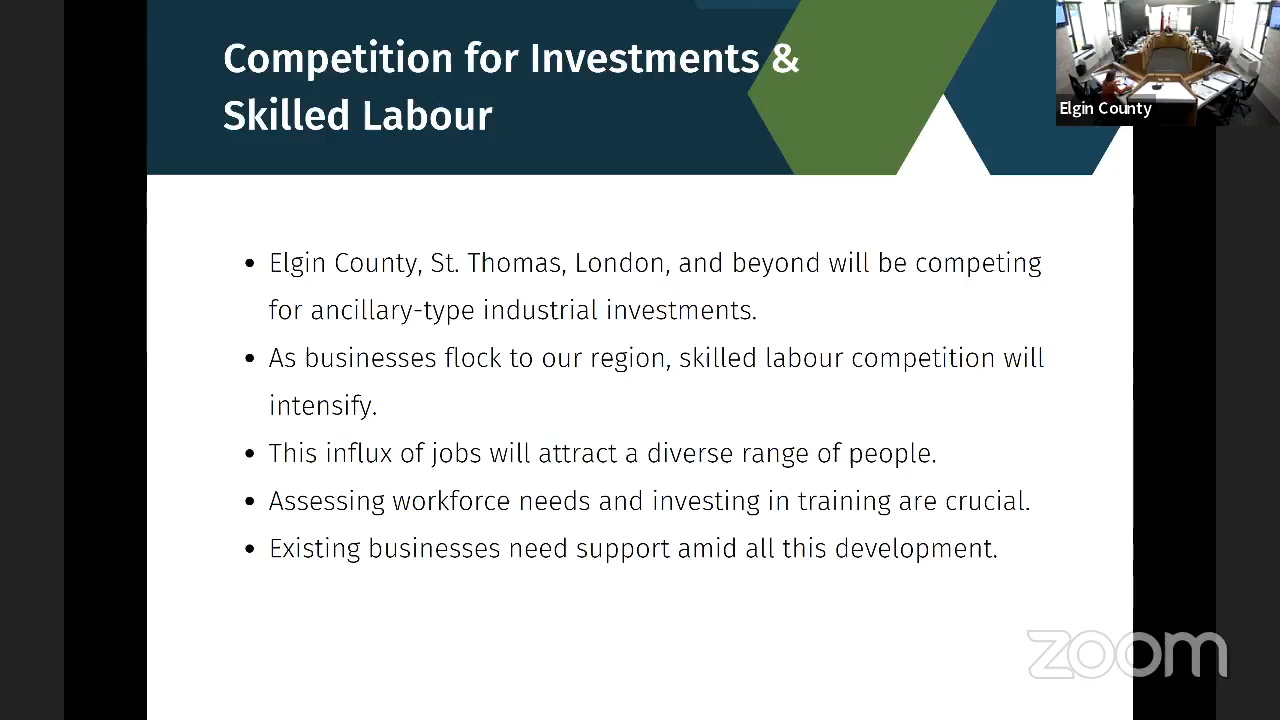 Competition for Investments &
Skilled Labour
Elgin County
• Elgin County, St. Thomas, London, and beyond will be competing
for ancillary-type industrial investments.
• As businesses flock to our region, skilled labour competition will
intensify.
• This influx of jobs will attract a diverse range of people.
• Assessing workforce needs and investing in training are crucial.
• Existing businesses need support amid all this development.
zoom